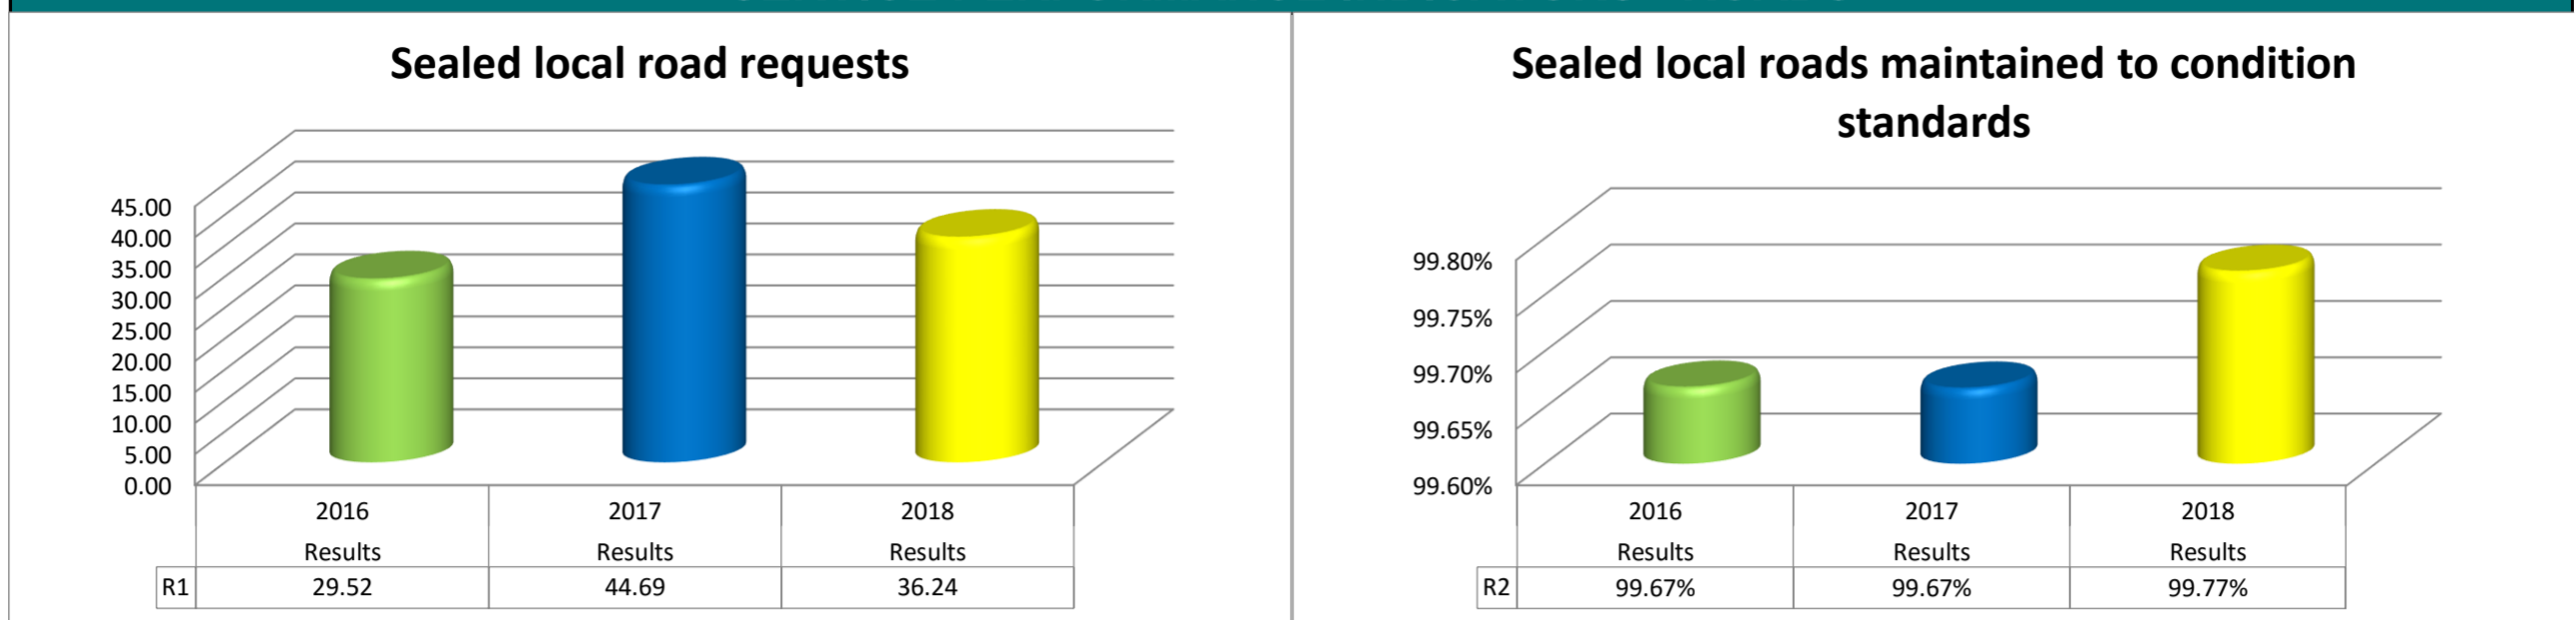 Sealed local road requests
45.00
40.00
35.00
30.00
25.00
20.00
15.00
10.00
5.00
0.00
2016 2017 2018
Results Results Results
R1 29.52 44.69 36.24
Sealed local roads maintained to condition
standards
99.80%
99.75%
99.70%
99.65%
99.60%
2016 2017 2018
Results Results Results
R2 99.67% 99.67% 99.77%